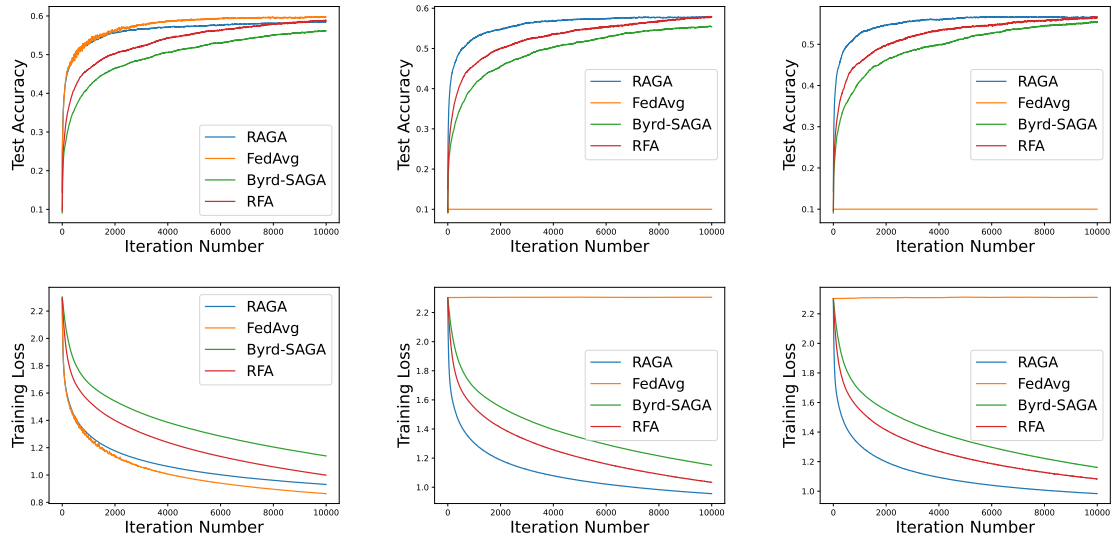 Test Accuracy
0.6
0.5
0.4
0.3
0.2
0.1
RAGA
FedAvg
Byrd-SAGA
RFA
0 2000 4000 6000 8000 10000
Iteration Number
Test Accuracy
0.6
0.5
0.4
0.3
0.2
0.1
RAGA
FedAvg
Byrd-SAGA
RFA
0 2000 4000 6000 8000 10000
Iteration Number
Test Accuracy
0.5
0.4
0.3
0.2
0.1
RAGA
FedAvg
Byrd-SAGA
RFA
0 2000 4000 6000 8000 10000
Iteration Number
Training Loss
2.2
2.0
1.8
1.6
1.4
1.2
1.0
0.8
RAGA
FedAvg
Byrd-SAGA
RFA
0 2000 4000 6000 8000 10000
Iteration Number
Training Loss
2.2
2.0
1.8
1.6
1.4
1.2
1.0
RAGA
FedAvg
Byrd-SAGA
RFA
0 2000 4000 6000 8000 10000
Iteration Number
Training Loss
2.2
2.0
1.8
1.6
1.4
1.2
1.0
RAGA
FedAvg
Byrd-SAGA
RFA
0 2000 4000 6000 8000 10000
Iteration Number